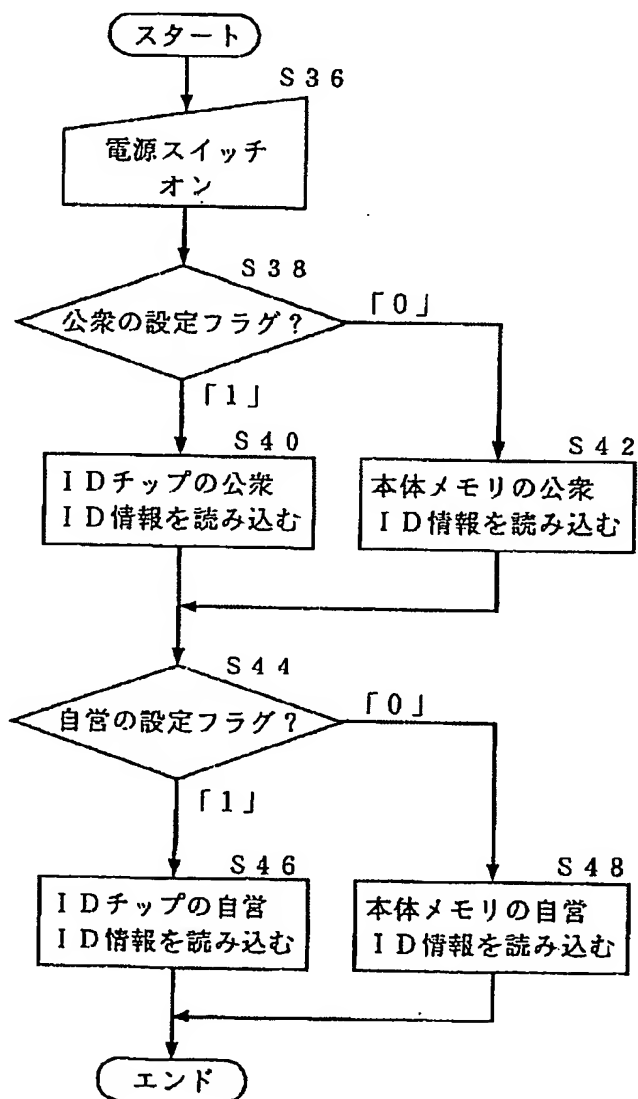 スタート
S36
電源スイッチ
オン
S38
公衆の設定フラグ?
「0」
「1」
S40
IDチップの公衆
ID情報を読み込む
S42
本体メモリの公衆
ID情報を読み込む
S44
自営の設定フラグ?
「0」
「1」
S46
IDチップの自営
ID情報を読み込む
S48
本体メモリの自営
ID情報を読み込む
エンド